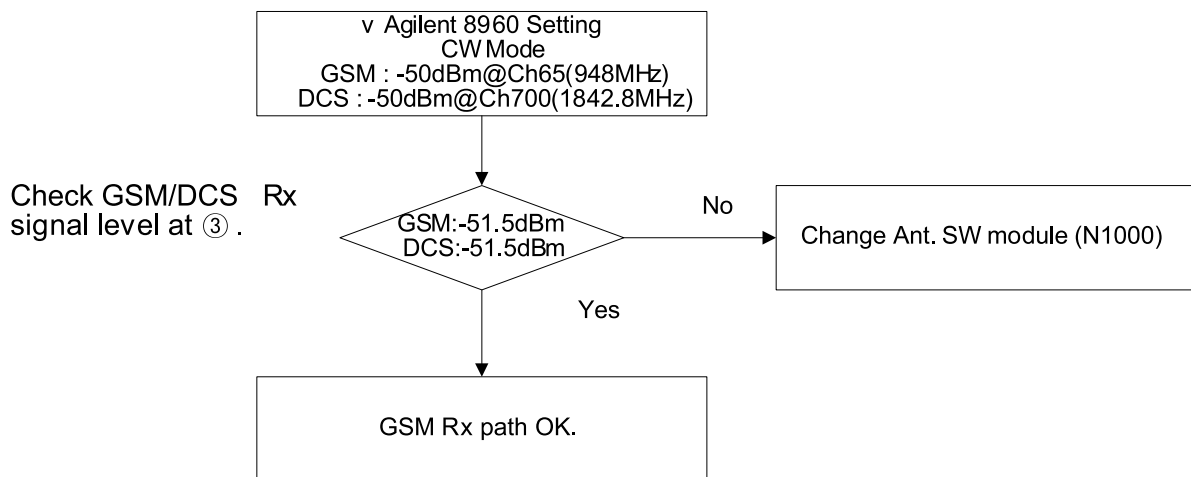 v Agilent 8960 Setting
CW Mode
GSM : -50dBm@Ch65(948MHz)
DCS : -50dBm@Ch700(1842.8MHz)
Check GSM/DCS Rx
signal level at ③ .
GSM:-51.5dBm
DCS:-51.5dBm
No
Change Ant. SW module (N1000)
Yes
GSM Rx path OK.